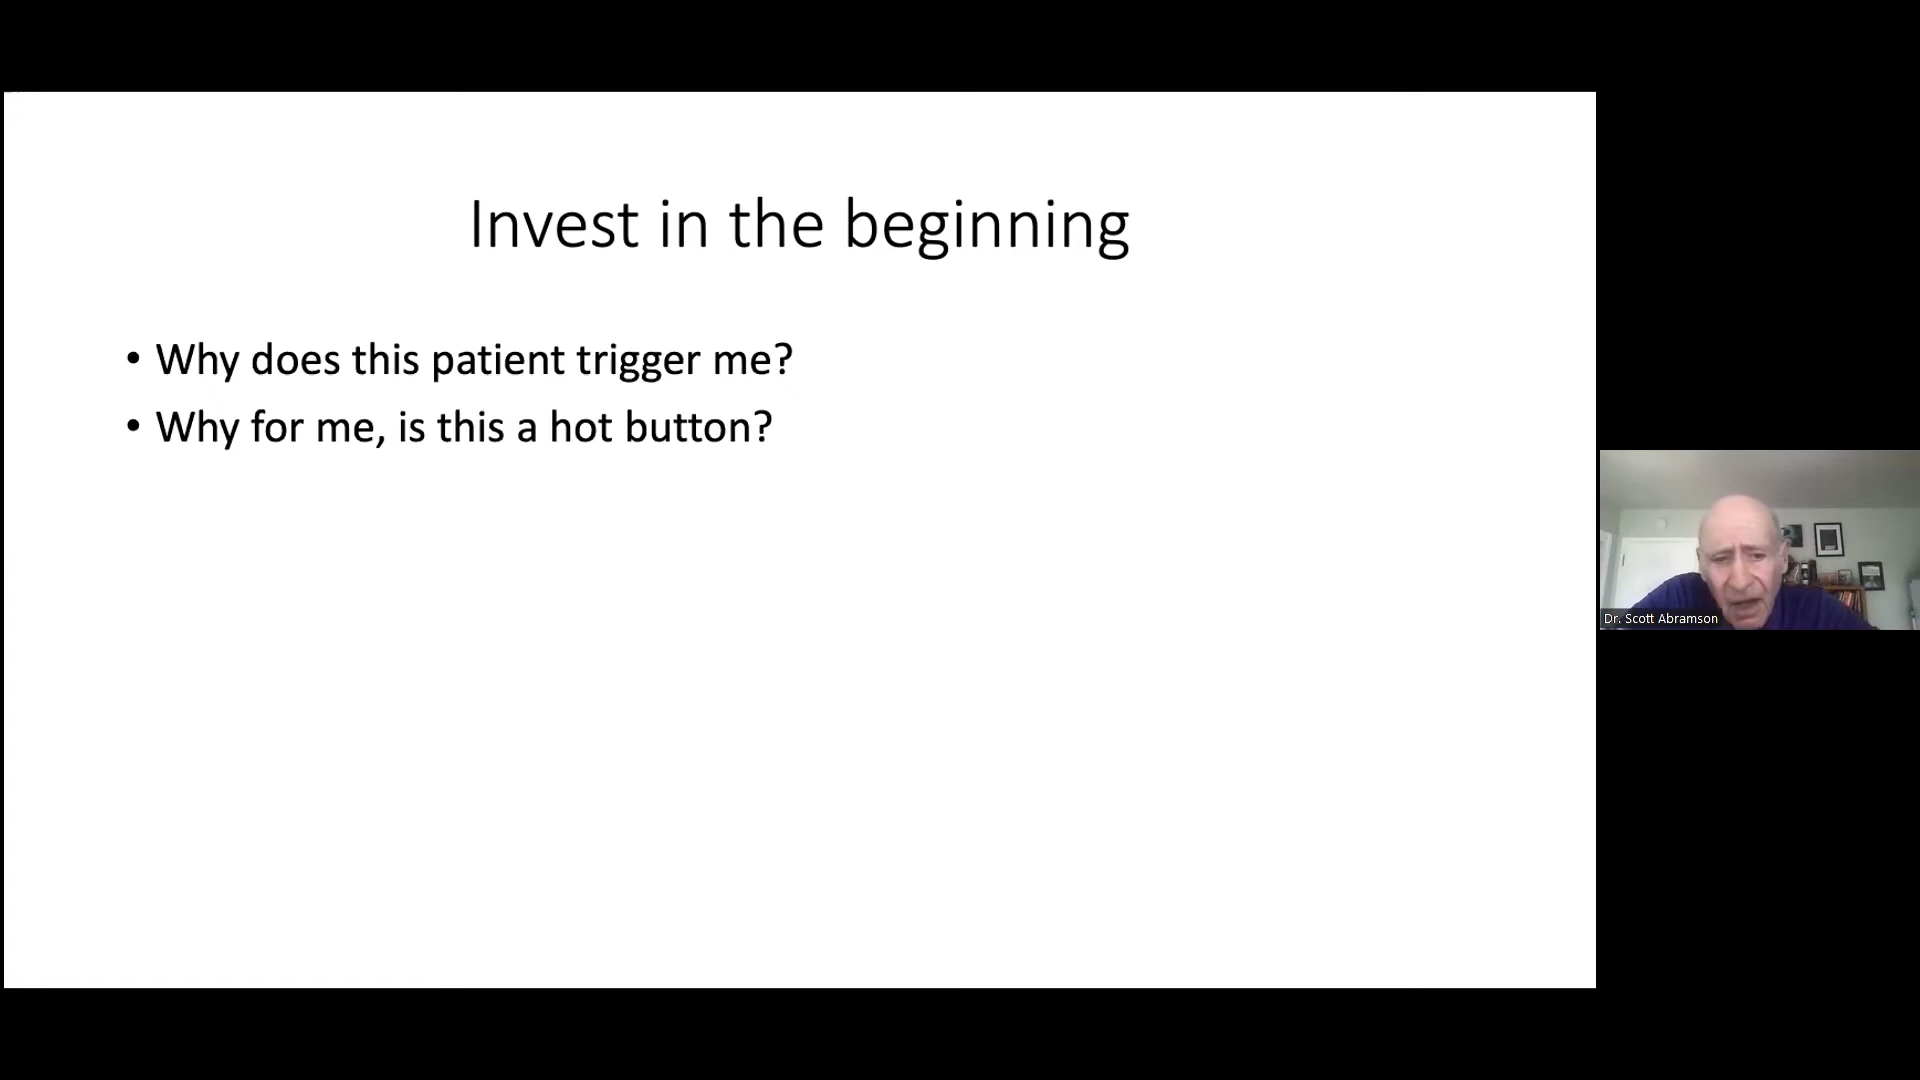 Invest in the beginning
• Why does this patient trigger me?
• Why for me, is this a hot button?
Dr. Scott Abramson